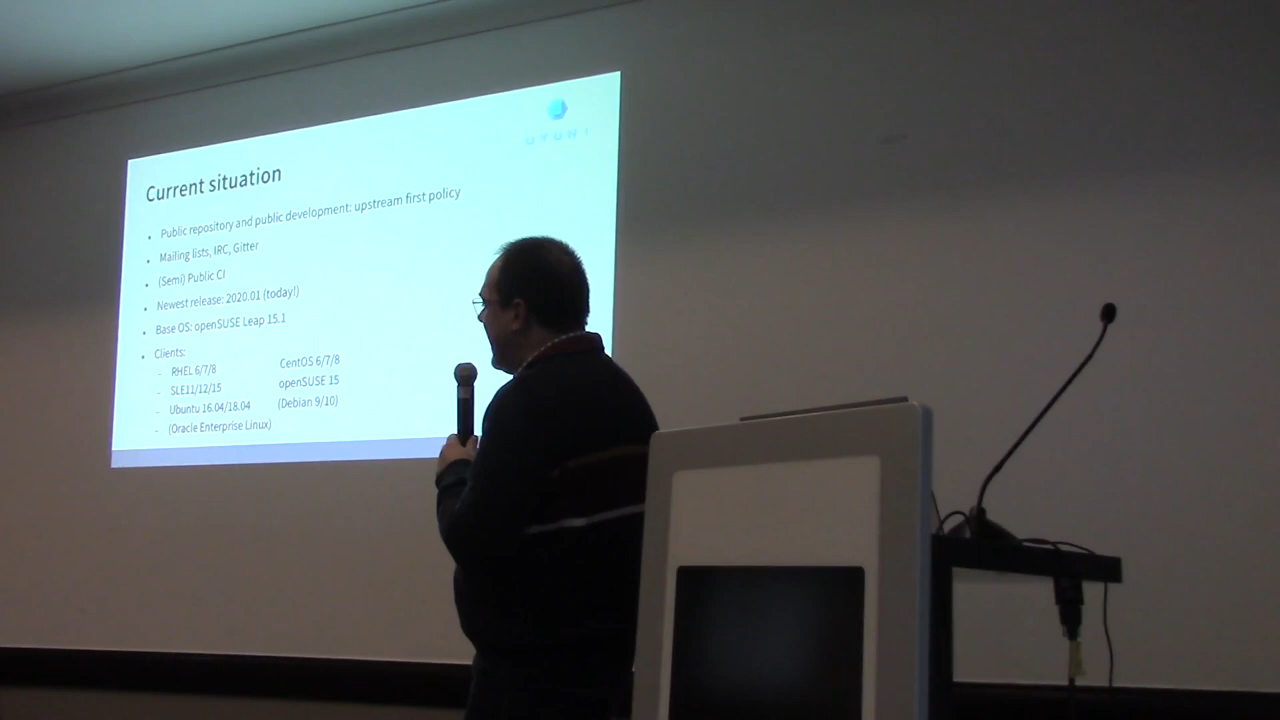 UYUNI
Current situation
Public repository and public development: upstream first policy
Mailing lists, IRC, Gitter
(Semi) Public CI
Newest release: 2020.01 (today!)
Base OS: openSUSE Leap 15.1
Clients:
- RHEL 6/7/8 CentOS 6/7/8
- SLE11/12/15 openSUSE 15
- Ubuntu 16.04/18.04 (Debian 9/10)
- (Oracle Enterprise Linux)